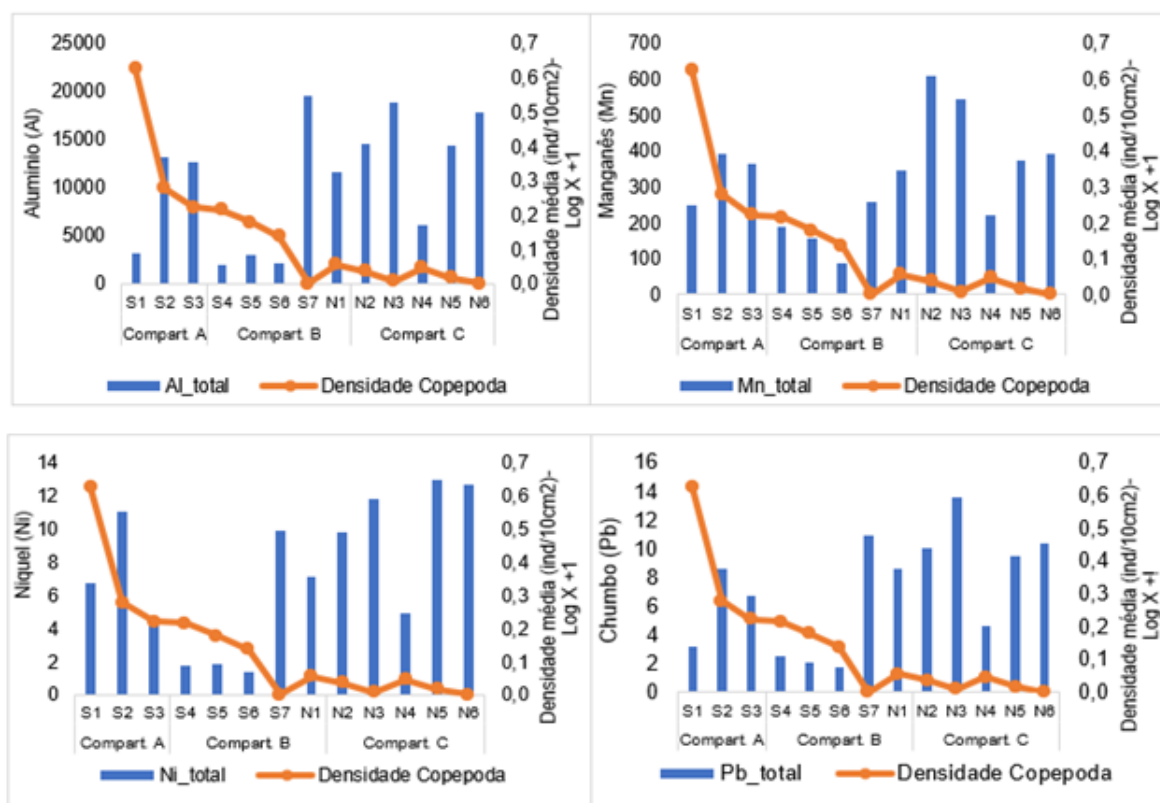 25000
20000
15000
10000
5000
0
Alumínio (Al)
0,7
0,6
0,5
0,4
0,3
0,2
0,1
0,0
Densidade média (ind/10cm2)-
Log X +1
S1 S2 S3 S4 S5 S6 S7 N1 N2 N3 N4 N5 N6
Compart. A Compart. B Compart. C
Al_total Densidade Copepoda
700
600
500
400
300
200
100
0
Manganês (Mn)
0,7
0,6
0,5
0,4
0,3
0,2
0,1
0,0
Densidade média (ind/10cm2)-
Log X +1
S1 S2 S3 S4 S5 S6 S7 N1 N2 N3 N4 N5 N6
Compart. A Compart. B Compart. C
Mn_total Densidade Copepoda
14
12
10
8
6
4
2
0
Niquel (Ni)
0,7
0,6
0,5
0,4
0,3
0,2
0,1
0,0
Densidade média (ind/10cm2)-
Log X +1
S1 S2 S3 S4 S5 S6 S7 N1 N2 N3 N4 N5 N6
Compart. A Compart. B Compart. C
Ni_total Densidade Copepoda
16
14
12
10
8
6
4
2
0
Chumbo (Pb)
0,7
0,6
0,5
0,4
0,3
0,2
0,1
0,0
Densidade média (ind/10cm2)-
Log X +!
S1 S2 S3 S4 S5 S6 S7 N1 N2 N3 N4 N5 N6
Compart. A Compart. B Compart. C
Pb_total Densidade Copepoda